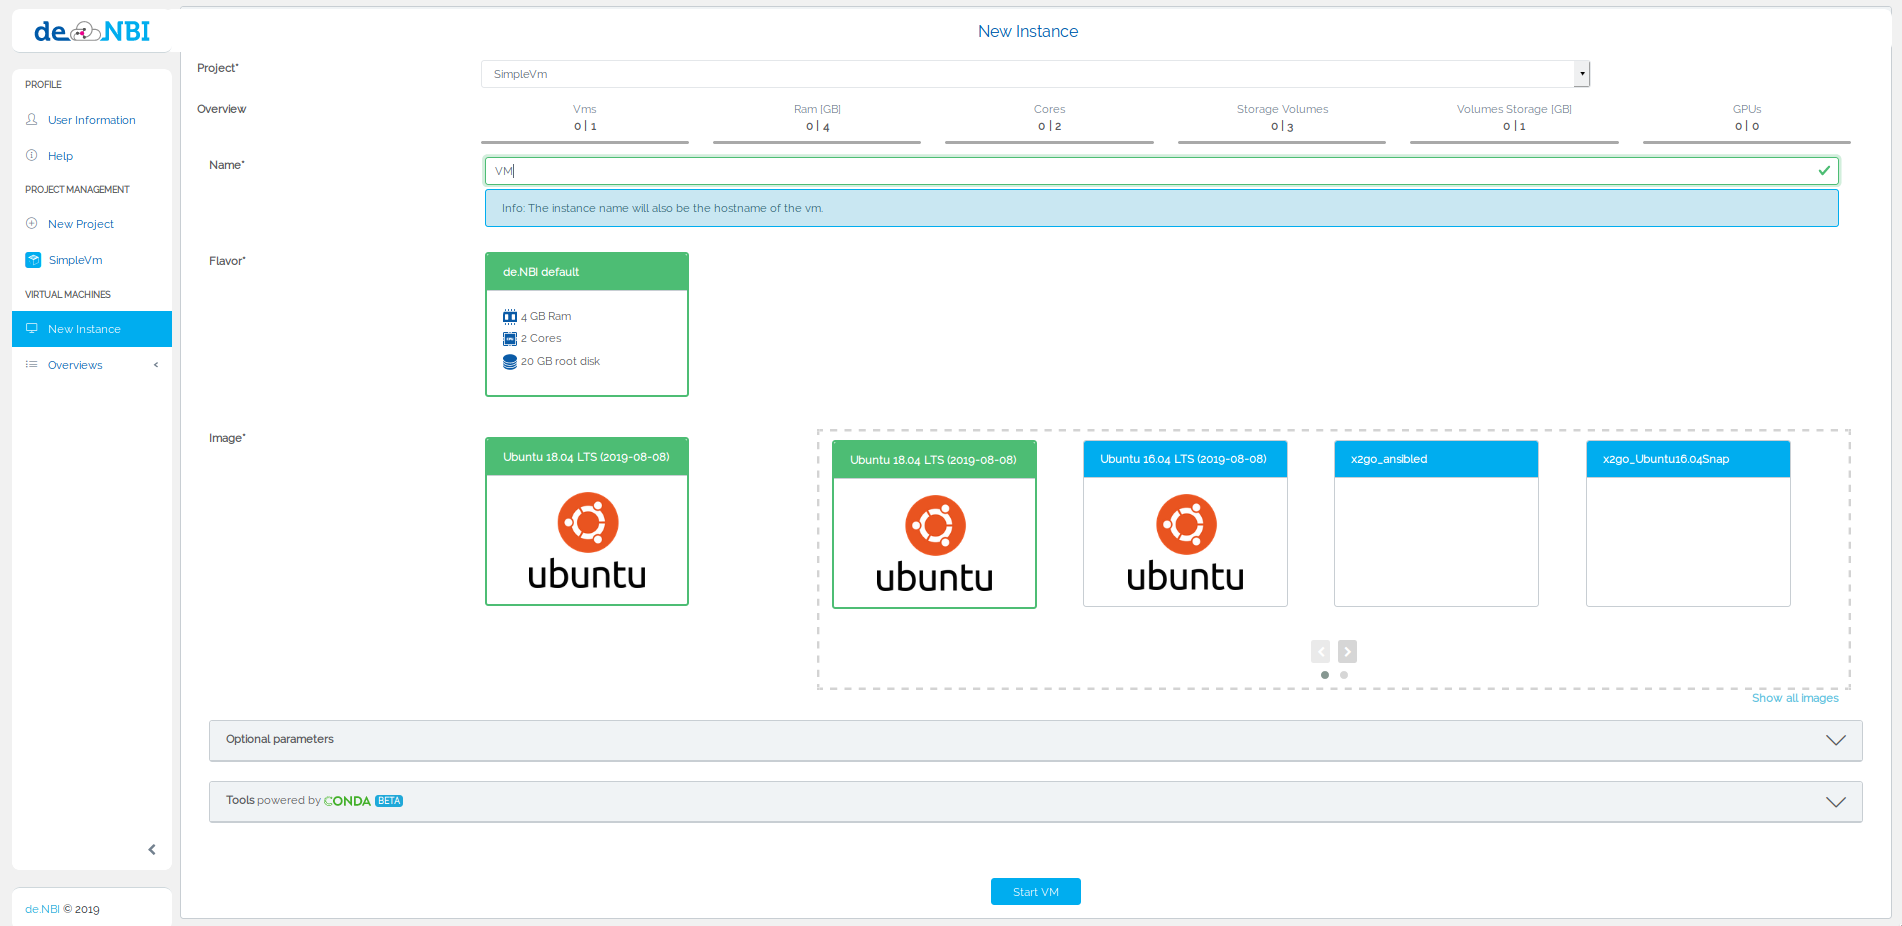 de.NBI
New Instance
PROFILE
User Information
Help
PROJECT MANAGEMENT
New Project
SimpleVm
VIRTUAL MACHINES
New Instance
Overviews
de.NBI © 2019
Project*
SimpleVm
Overview
Vms
0 | 1
Ram [GB]
0 | 4
Cores
0 | 2
Storage Volumes
0 | 3
Volumes Storage [GB]
0 | 1
GPUs
0 | 0
Name*
VM
Info: The instance name will also be the hostname of the vm.
Flavor*
de.NBI default
4 GB Ram
2 Cores
20 GB root disk
Image*
Ubuntu 18.04 LTS (2019-08-08)
ubuntu
Ubuntu 18.04 LTS (2019-08-08)
ubuntu
Ubuntu 16.04 LTS (2019-08-08)
ubuntu
x2go_ansibled
x2go_Ubuntu16.04Snap
Show all images
Optional parameters
Tools powered by CONDA BETA
Start VM